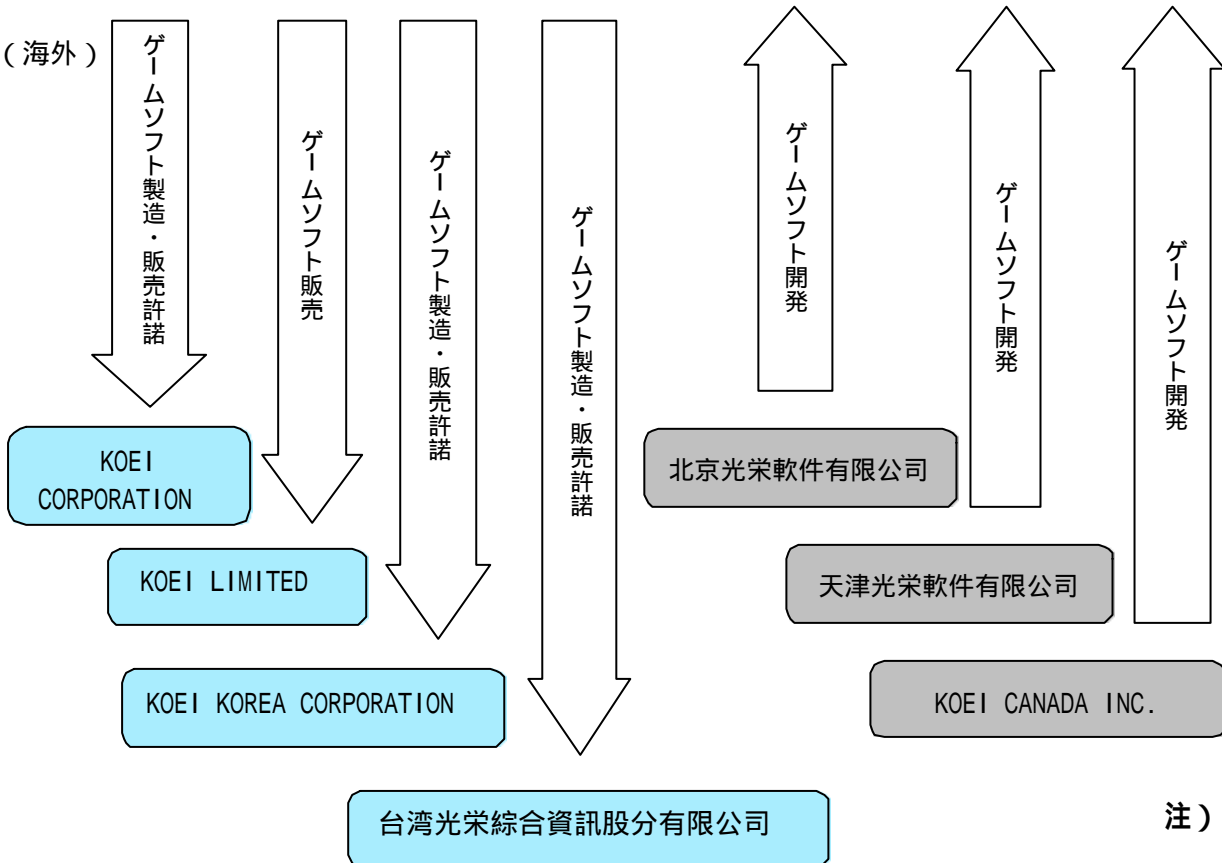 （海外）
ゲームソフト製造・販売許諾
ゲームソフト販売
ゲームソフト製造・販売許諾
ゲームソフト製造・販売許諾
ゲームソフト開発
ゲームソフト開発
ゲームソフト開発
KOEI
CORPORATION
北京光栄軟件有限公司
KOEI LIMITED
天津光栄軟件有限公司
KOEI KOREA CORPORATION
KOEI CANADA INC.
台湾光栄綜合資訊股分有限公司
注）